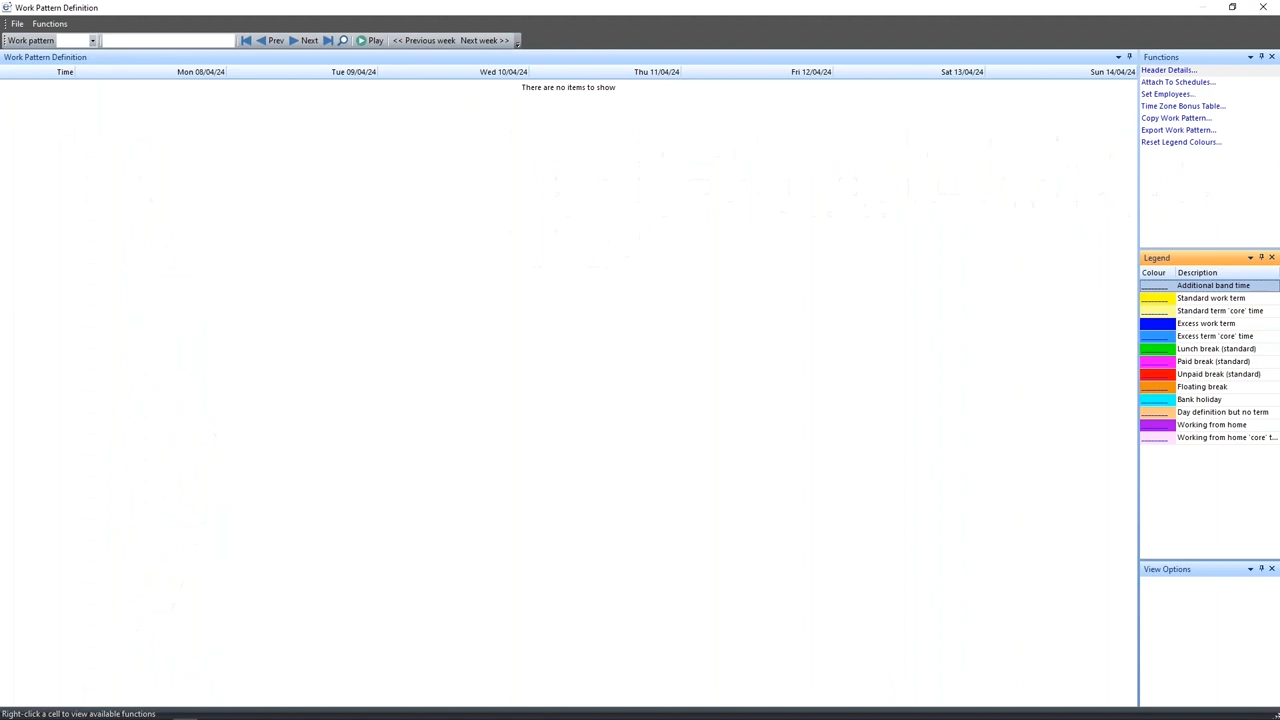 Work Pattern Definition
File Functions
Work pattern Prev Next Play << Previous week Next week >>
Work Pattern Definition
Time Mon 08/04/24 Tue 09/04/24 Wed 10/04/24 Thu 11/04/24 Fri 12/04/24 Sat 13/04/24 Sun 14/04/24
There are no items to show
Functions
Header Details...
Attach To Schedules...
Set Employees...
Time Zone Bonus Table...
Copy Work Pattern...
Export Work Pattern...
Reset Legend Colours...
Legend
Colour Description
Additional band time
Standard work term
Standard term 'core' time
Excess work term
Excess term 'core' time
Lunch break (standard)
Paid break (standard)
Unpaid break (standard)
Floating break
Bank holiday
Day definition but no term
Working from home
Working from home 'core' t...
View Options
Right-click a cell to view available functions